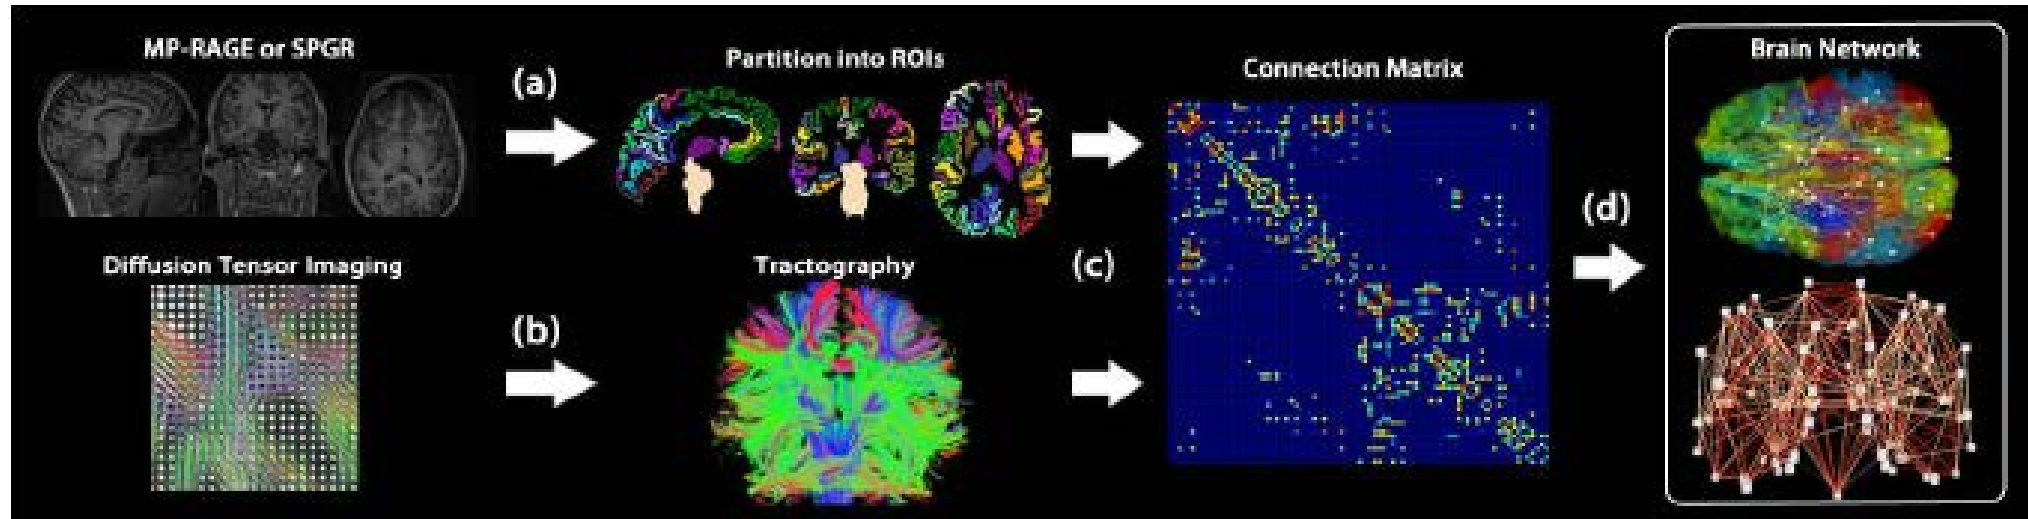 MP-RAGE or SPGR
(a)
Partition into ROIs
Connection Matrix
Brain Network
Diffusion Tensor Imaging
(b)
Tractography
(c)
(d)